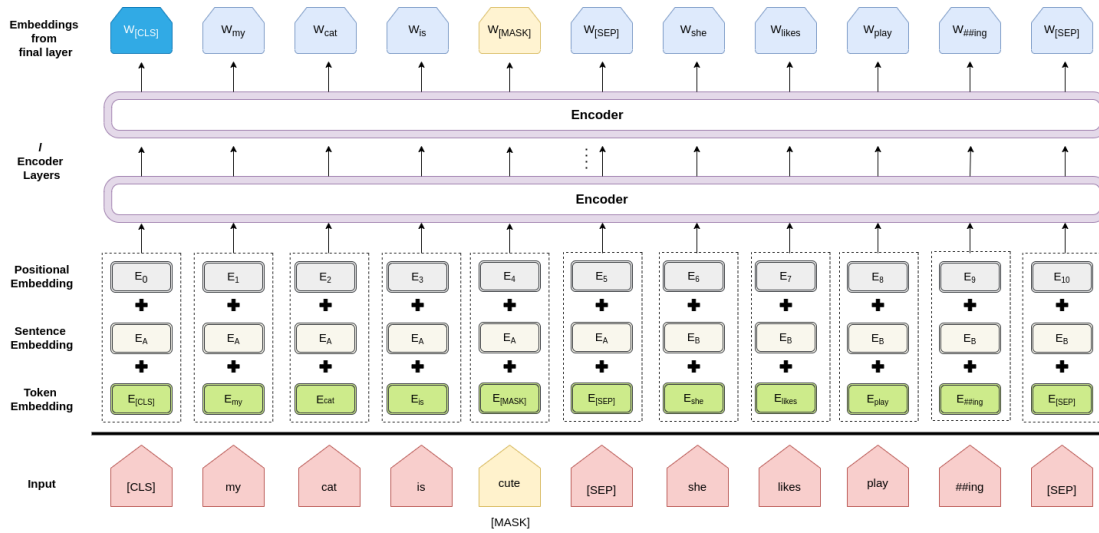 Embeddings
from
final layer
W[CLS] Wmy Wcat Wis W[MASK] W[SEP] Wshe Wlikes Wplay W##ing W[SEP]
Encoder
/
Encoder
Layers
Encoder
Positional
Embedding
E0 E1 E2 E3 E4 E5 E6 E7 E8 E9 E10
Sentence
Embedding
EA EA EA EA EA EA EB EB EB EB EB
Token
Embedding
E[CLS] Emy Ecat Eis E[MASK] E[SEP] Eshe Elikes Eplay E##ing E[SEP]
Input
[CLS] my cat is cute [SEP] she likes play ##ing [SEP]
[MASK]